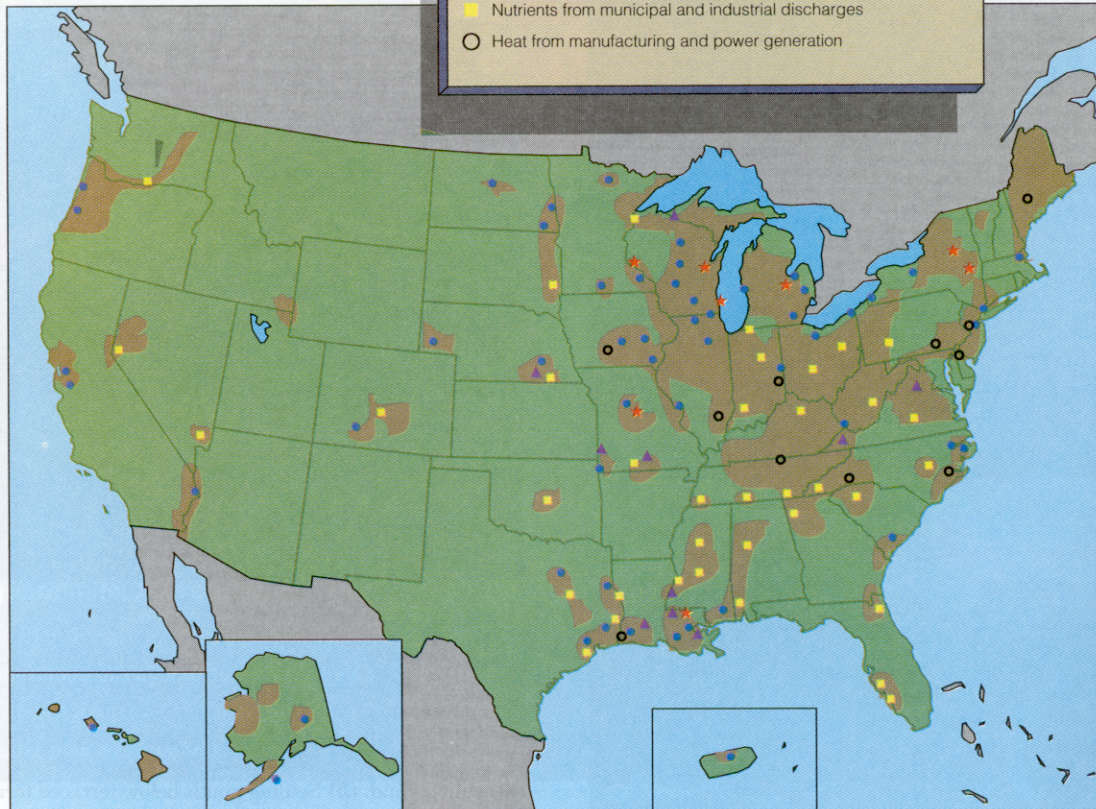 Nutrients from municipal and industrial discharges
Heat from manufacturing and power generation